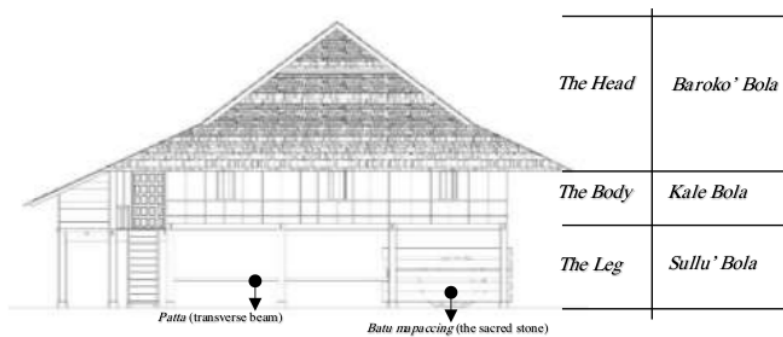 The Head Baroko’ Bola
The Body Kale Bola
The Leg Sullu’ Bola
Patta (transverse beam)
Batu mapaccing (the sacred stone)